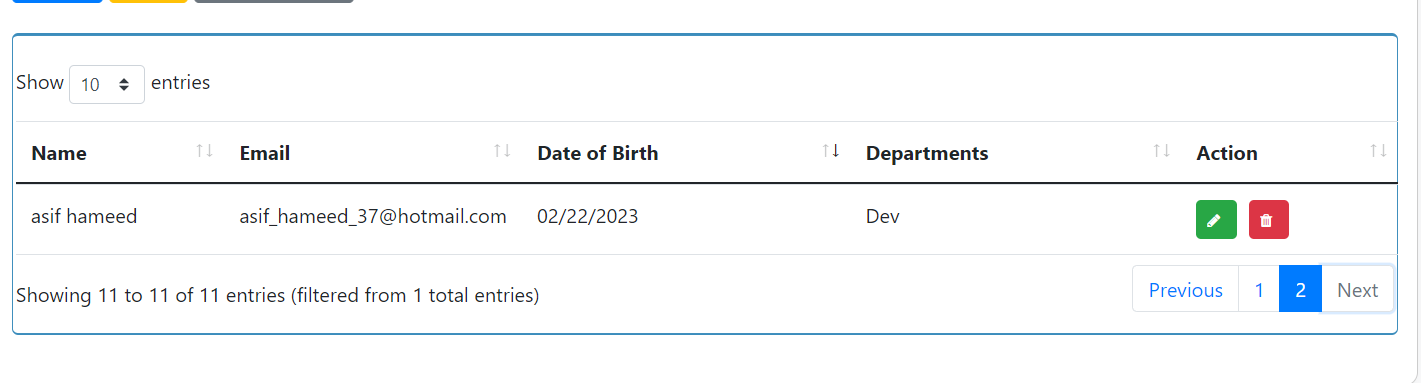 Show 10 entries
Name Email Date of Birth Departments Action
asif hameed asif_hameed_37@hotmail.com 02/22/2023 Dev
Showing 11 to 11 of 11 entries (filtered from 1 total entries) Previous 1 2 Next